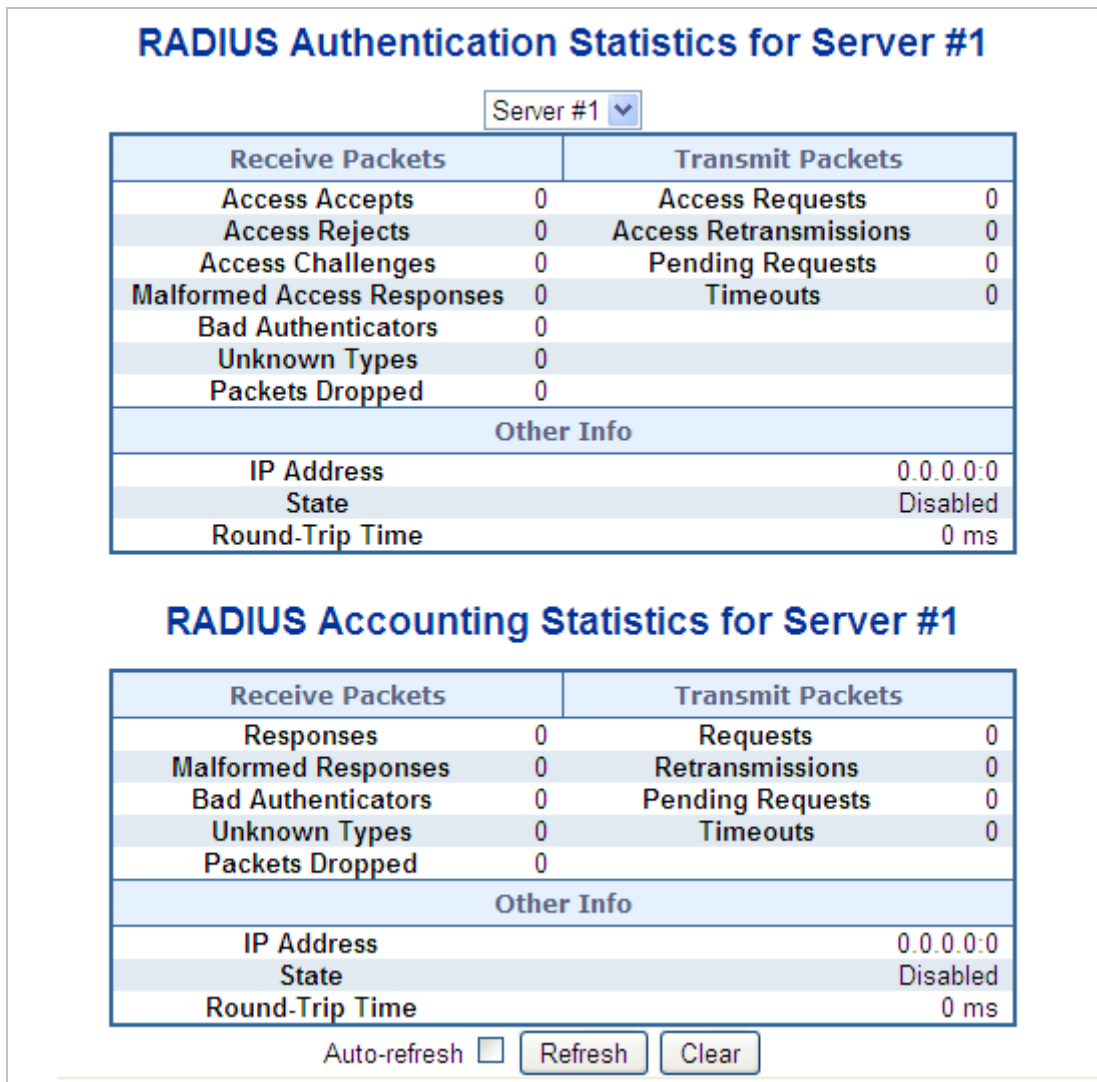 RADIUS Authentication Statistics for Server #1
Server #1
Receive Packets Transmit Packets
Access Accepts 0 Access Requests 0
Access Rejects 0 Access Retransmissions 0
Access Challenges 0 Pending Requests 0
Malformed Access Responses 0 Timeouts 0
Bad Authenticators 0
Unknown Types 0
Packets Dropped 0
Other Info
IP Address 0.0.0.0:0
State Disabled
Round-Trip Time 0 ms
RADIUS Accounting Statistics for Server #1
Receive Packets Transmit Packets
Responses 0 Requests 0
Malformed Responses 0 Retransmissions 0
Bad Authenticators 0 Pending Requests 0
Unknown Types 0 Timeouts 0
Packets Dropped 0
Other Info
IP Address 0.0.0.0:0
State Disabled
Round-Trip Time 0 ms
Auto-refresh Refresh Clear